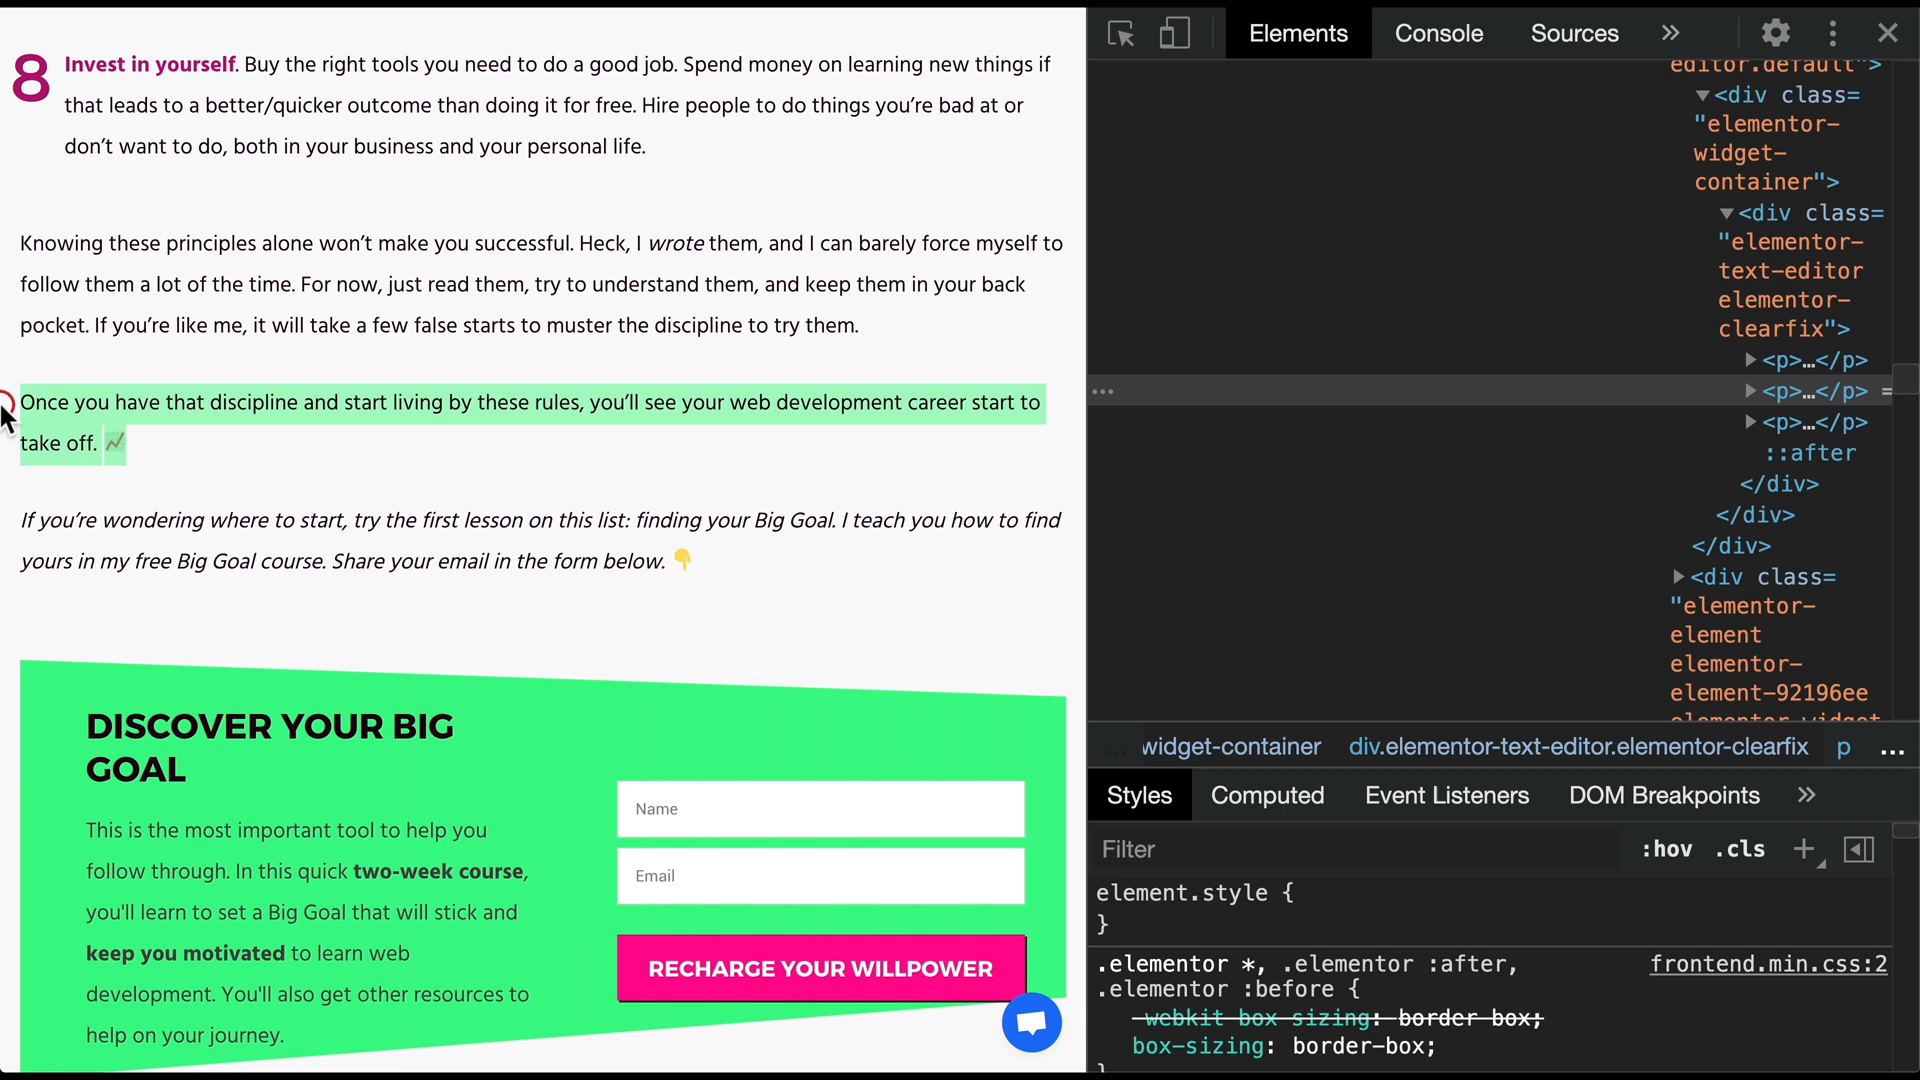 8 Invest in yourself. Buy the right tools you need to do a good job. Spend money on learning new things if
that leads to a better/quicker outcome than doing it for free. Hire people to do things you’re bad at or
don’t want to do, both in your business and your personal life.
Knowing these principles alone won’t make you successful. Heck, I wrote them, and I can barely force myself to
follow them a lot of the time. For now, just read them, try to understand them, and keep them in your back
pocket. If you’re like me, it will take a few false starts to muster the discipline to try them.
Once you have that discipline and start living by these rules, you’ll see your web development career start to
take off. 📈
If you’re wondering where to start, try the first lesson on this list: finding your Big Goal. I teach you how to find
yours in my free Big Goal course. Share your email in the form below. 👇
DISCOVER YOUR BIG
GOAL
This is the most important tool to help you
follow through. In this quick two-week course,
you'll learn to set a Big Goal that will stick and
keep you motivated to learn web
development. You'll also get other resources to
help on your journey.
Name
Email
RECHARGE YOUR WILLPOWER
Elements Console Sources »
editor.default">
▼<div class=
"elementor-
widget-
container">
▼<div class=
"elementor-
text-editor
elementor-
clearfix">
▶<p>…</p>
… ▶<p>…</p> =
▶<p>…</p>
::after
</div>
</div>
</div>
▶<div class=
"elementor-
element
elementor-
element-92196ee
elementor-widget
… widget-container div.elementor-text-editor.elementor-clearfix p …
Styles Computed Event Listeners DOM Breakpoints »
Filter :hov .cls +
element.style {
}
.elementor *, .elementor :after, frontend.min.css:2
.elementor :before {
-webkit-box-sizing: border-box;
box-sizing: border-box;
}